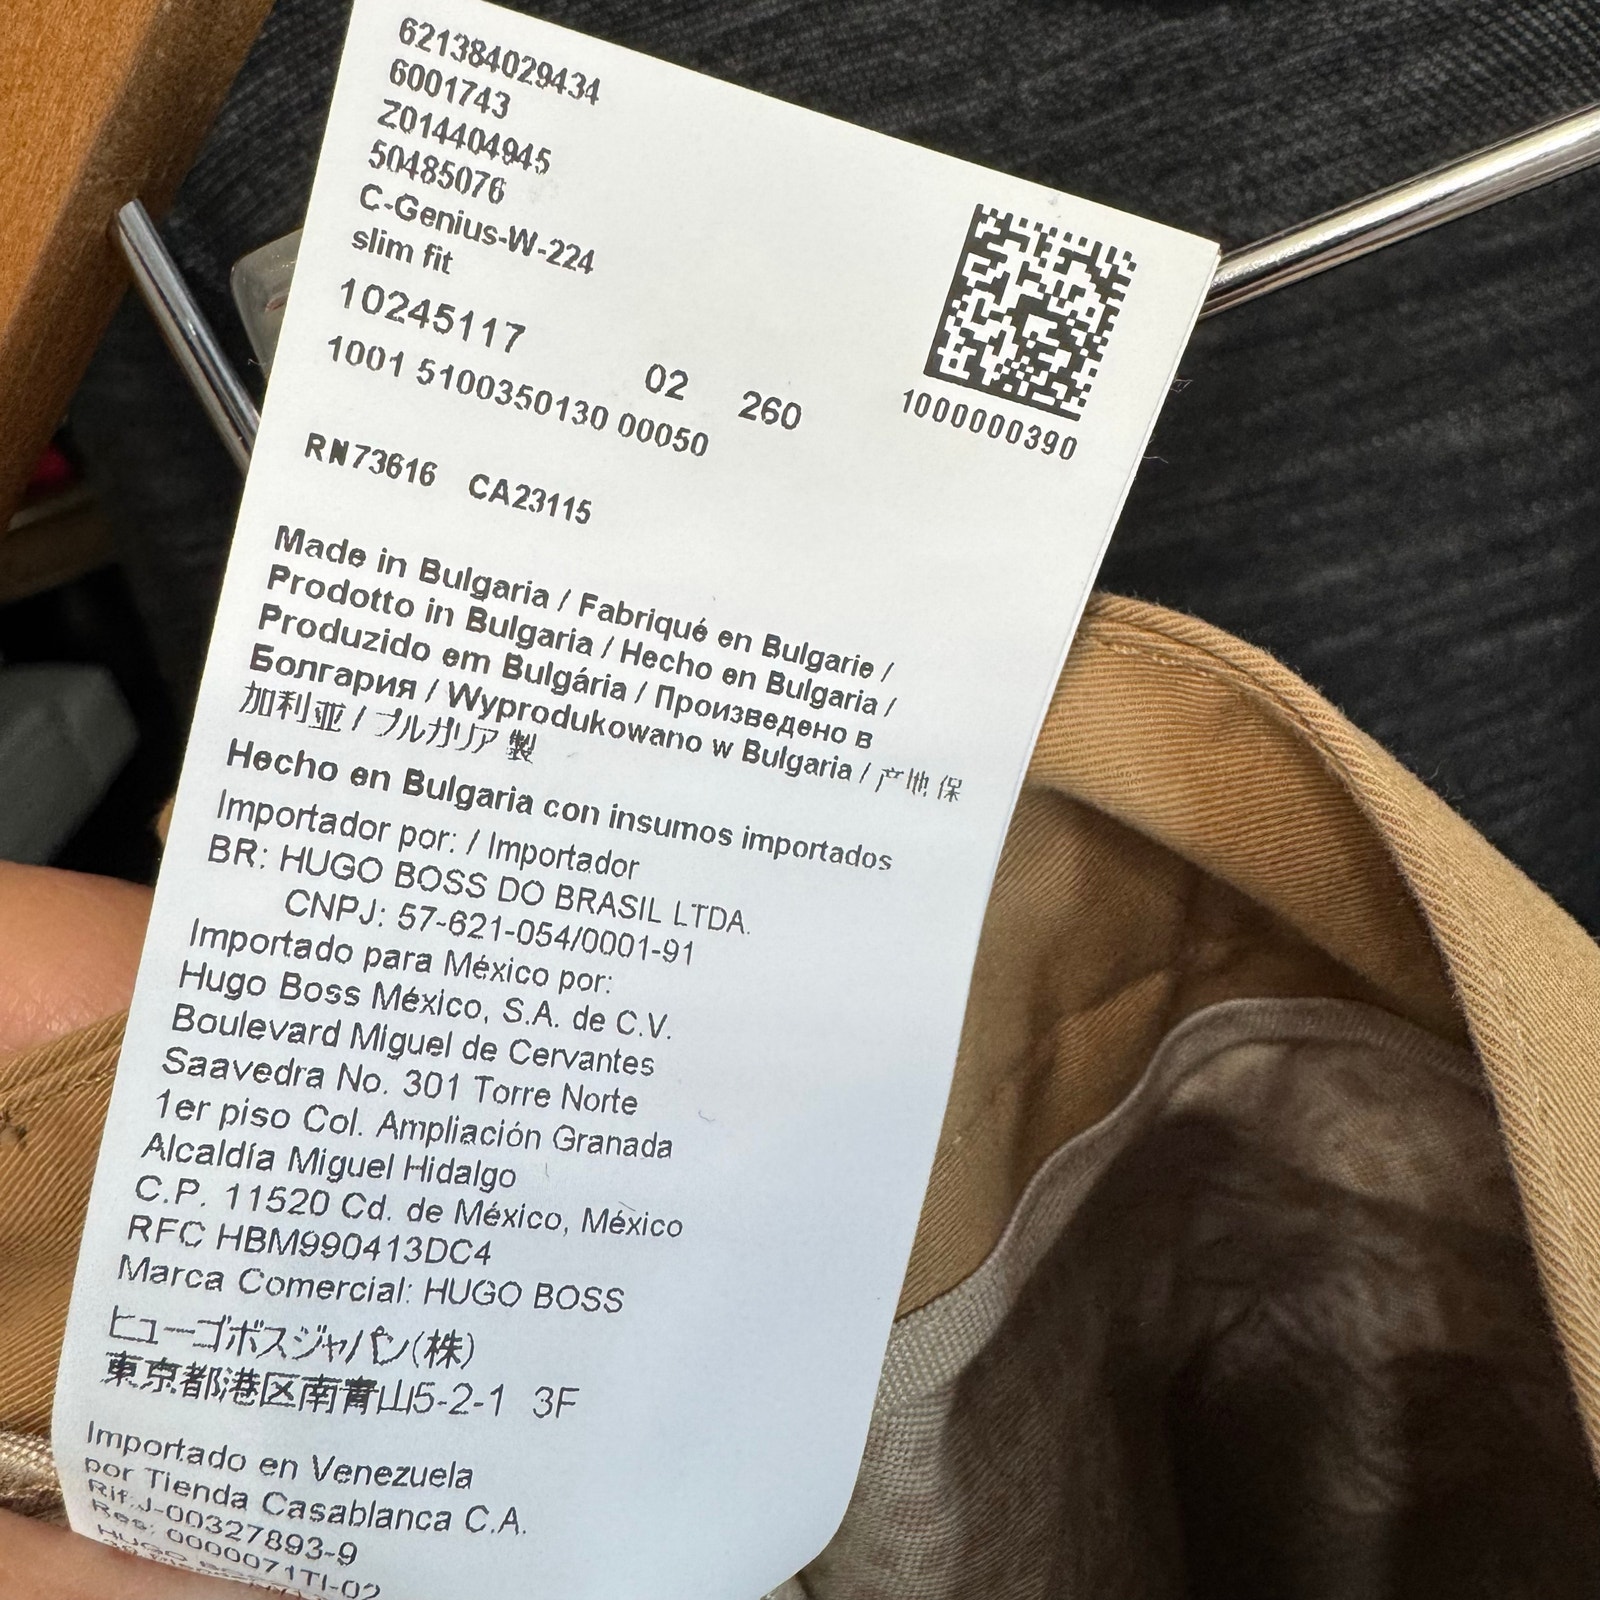 621384029434
6001743
Z014404945
50485076
C-Genius-W-224
slim fit
10245117 02 260
1001 5100350130 00050
1000000390
RN73616 CA23115
Made in Bulgaria / Fabriqué en Bulgarie /
Prodotto in Bulgaria / Hecho en Bulgaria /
Produzido em Bulgária / Произведено в
Болгария / Wyprodukowano w Bulgaria / 产地 保
加利亚 / ブルガリア 製
Hecho en Bulgaria con insumos importados
Importador por: / Importador
BR: HUGO BOSS DO BRASIL LTDA.
CNPJ: 57-621-054/0001-91
Importado para México por:
Hugo Boss México, S.A. de C.V.
Boulevard Miguel de Cervantes
Saavedra No. 301 Torre Norte
1er piso Col. Ampliación Granada
Alcaldía Miguel Hidalgo
C.P. 11520 Cd. de México, México
RFC HBM990413DC4
Marca Comercial: HUGO BOSS
ヒューゴボスジャパン(株)
東京都港区南青山5-2-1 3F
Importado en Venezuela
por Tienda Casablanca C.A.
Rif.J-00327893-9
Res: 0000071TI-02
HUGO